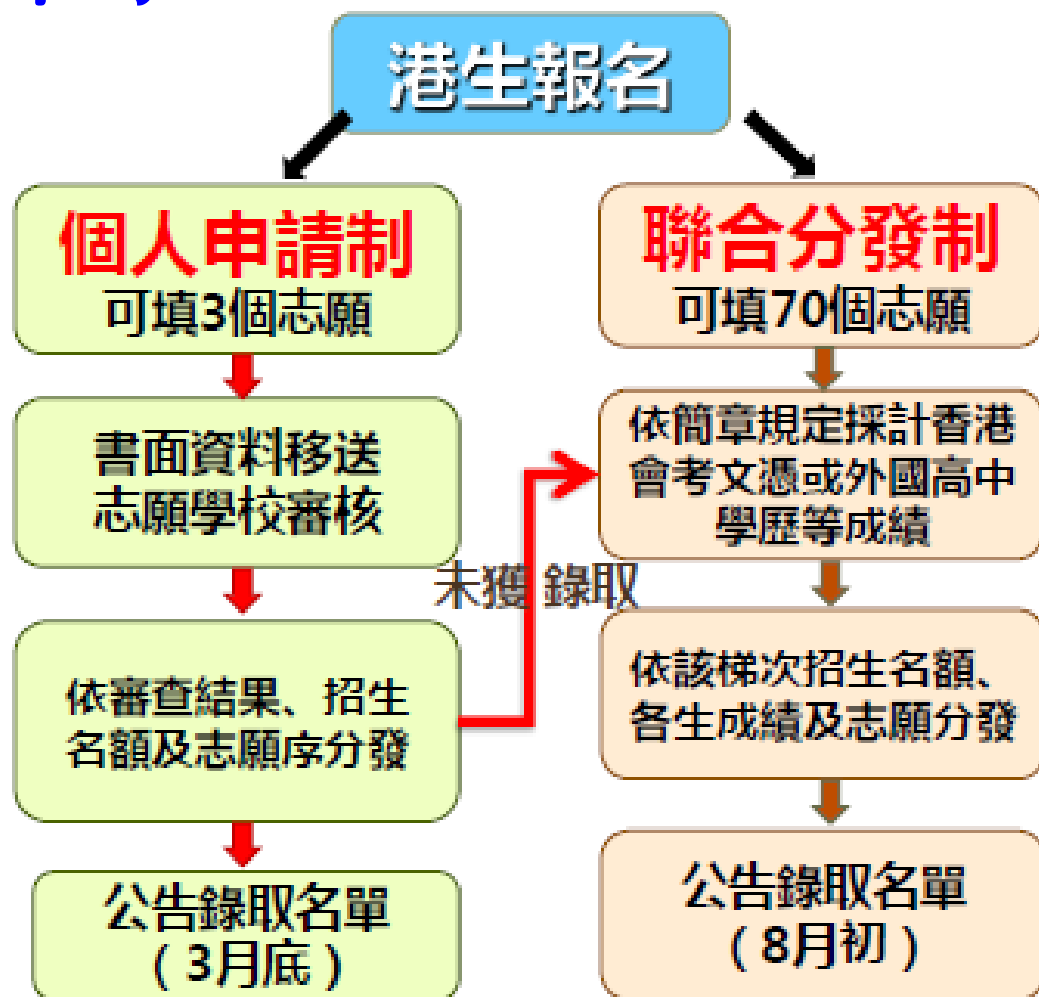 港生報名
個人申請制
可填3個志願
書面資料移送
志願學校審核
依審查結果、招生
名額及志願序分發
公告錄取名單
(3月底)
未獲 錄取
聯合分發制
可填70個志願
依簡章規定採計香港
會考文憑或外國高中
學歷等成績
依該梯次招生名額、
各生成績及志願分發
公告錄取名單
(8月初)